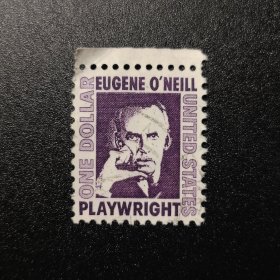 EUGENE O'NEILL
ONE DOLLAR
UNITED STATES
PLAYWRIGHT